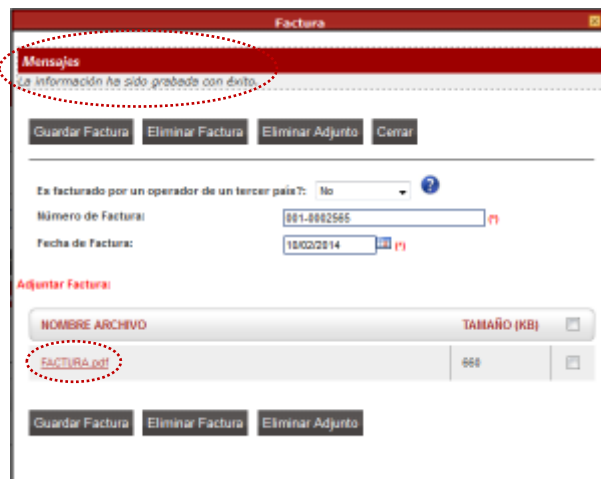 Factura
Mensajes
La información ha sido grabada con éxito.
Guardar Factura Eliminar Factura Eliminar Adjunto Cerrar
Es facturado por un operador de un tercer país?: No ?
Número de Factura: 001-0002565 (*)
Fecha de Factura: 10/02/2014 (*)
Adjuntar Factura:
NOMBRE ARCHIVO TAMAÑO (KB)
FACTURA.pdf 660
Guardar Factura Eliminar Factura Eliminar Adjunto